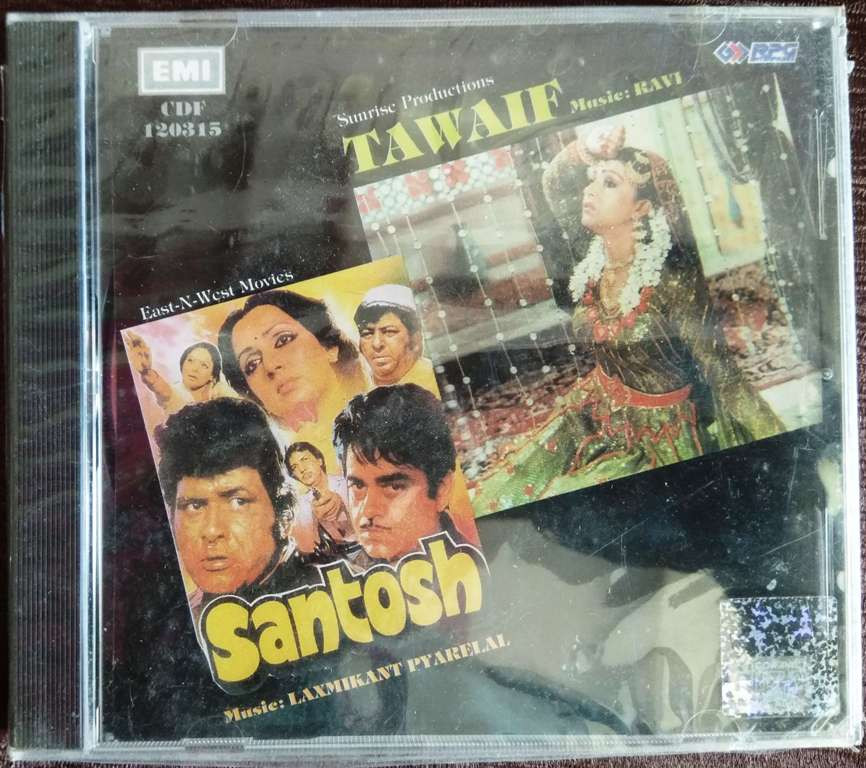 EMI
CDF
120315
Sunrise Productions
TAWAIF Music: RAVI
East-N-West Movies
Santosh
Music: LAXMIKANT PYARELAL